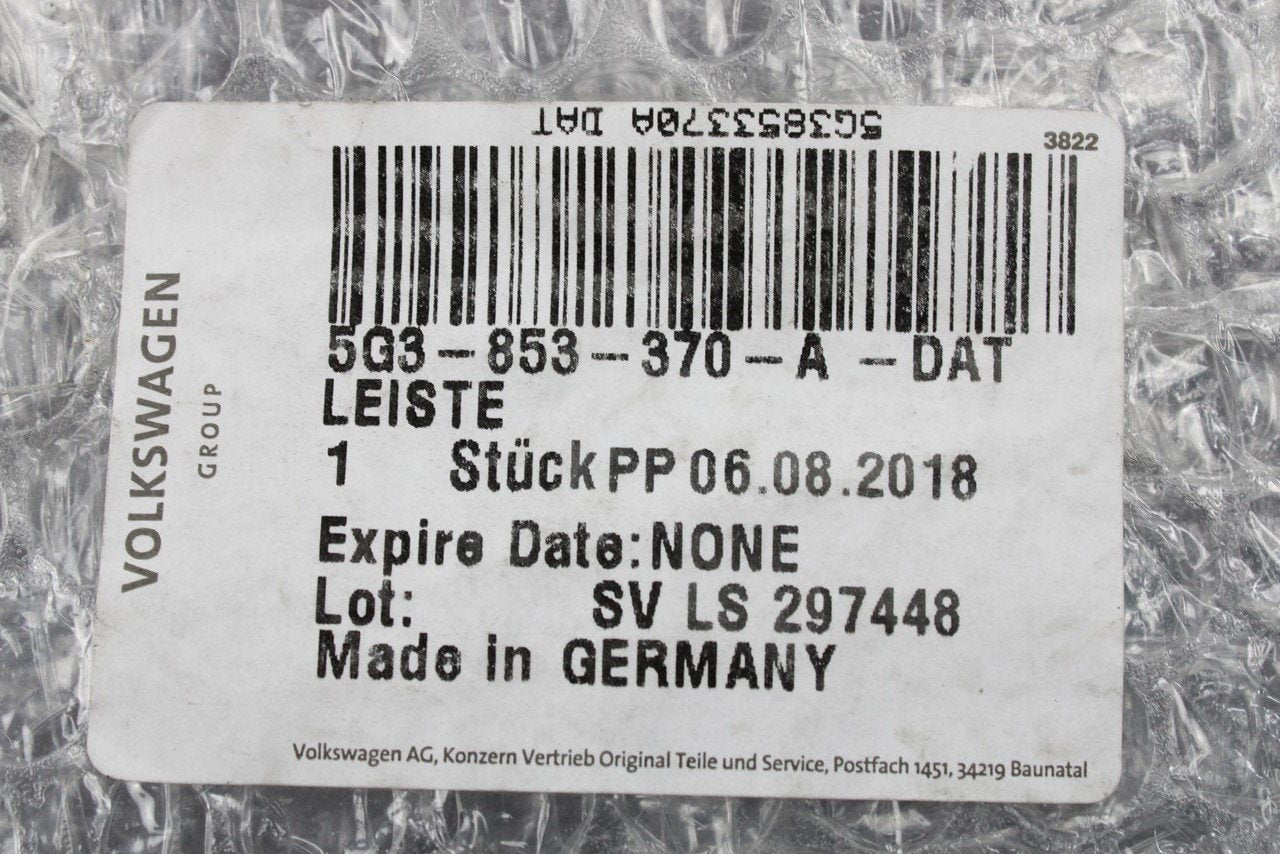 5G3853370A DAT
3822
5G3-853-370-A -DAT
LEISTE
1 Stück PP 06.08.2018
Expire Date:NONE
Lot: SV LS 297448
Made in GERMANY
VOLKSWAGEN
GROUP
Volkswagen AG, Konzern Vertrieb Original Teile und Service, Postfach 1451, 34219 Baunatal